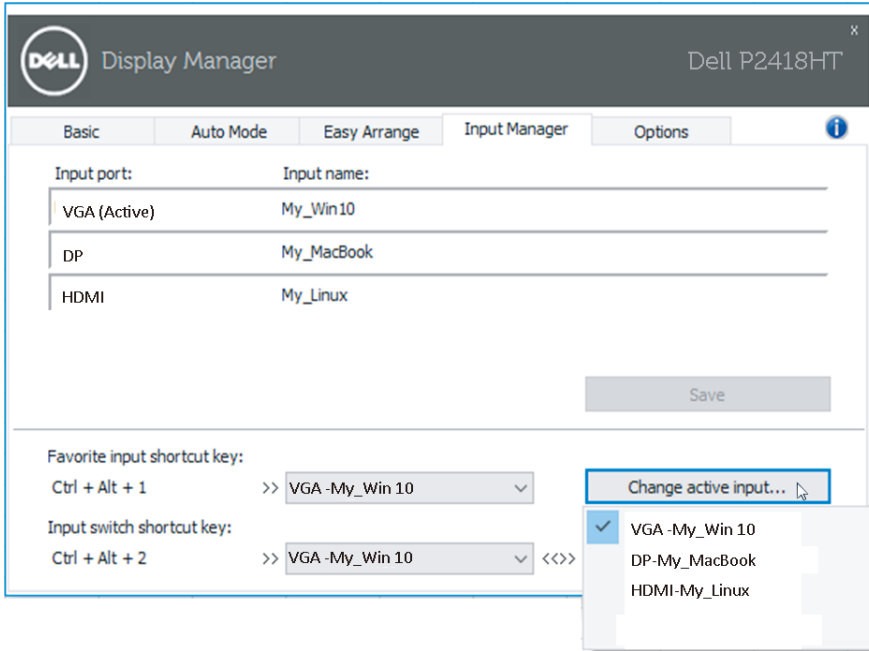 DELL Display Manager Dell P2418HT x
Basic Auto Mode Easy Arrange Input Manager Options i
Input port: Input name:
VGA (Active) My_Win10
DP My_MacBook
HDMI My_Linux
Save
Favorite input shortcut key:
Ctrl + Alt + 1 >> VGA -My_Win 10 Change active input...
Input switch shortcut key:
Ctrl + Alt + 2 >> VGA -My_Win 10 <<>>
VGA -My_Win 10
DP-My_MacBook
HDMI-My_Linux